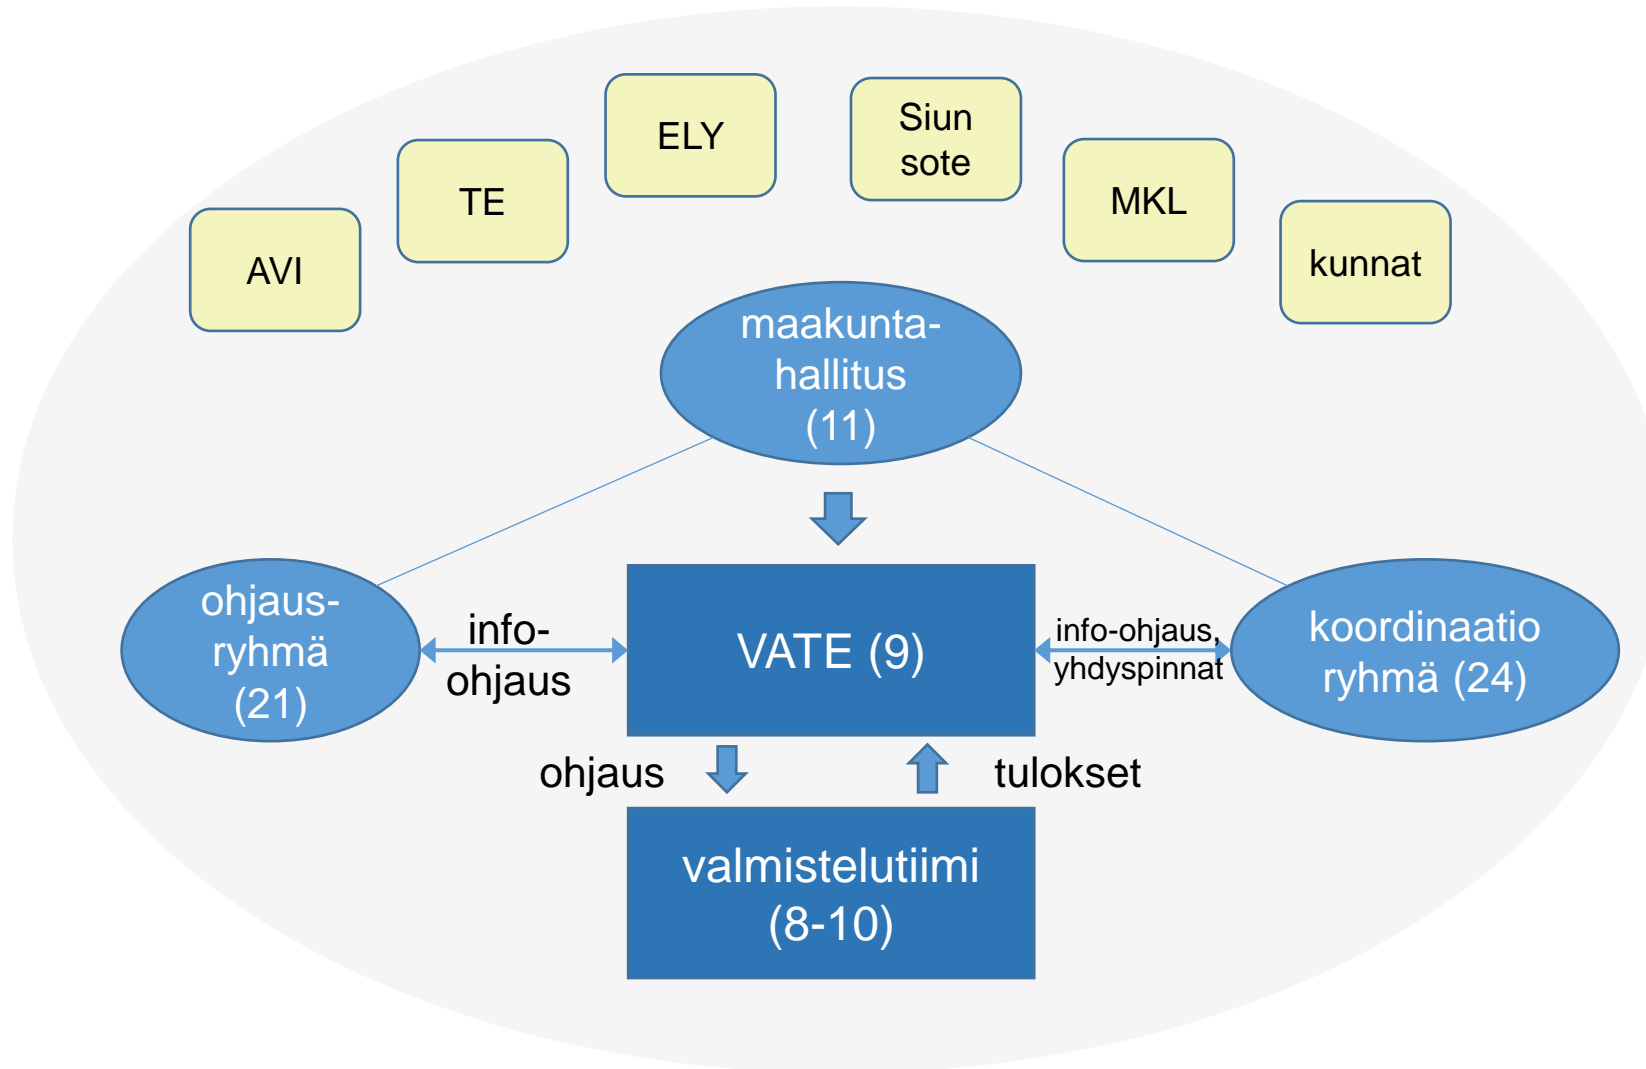 ELY
Siun
sote
TE
MKL
AVI
kunnat
maakunta-
hallitus
(11)
ohjaus-
ryhmä
(21)
info-
ohjaus
VATE (9)
info-ohjaus,
yhdyspinnat
koordinaatio
ryhmä (24)
ohjaus
tulokset
valmistelutiimi
(8-10)